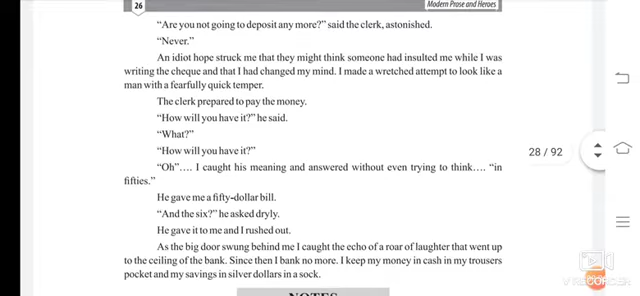 26
Modern Prose and Heroes
“Are you not going to deposit any more?” said the clerk, astonished.
“Never.”
An idiot hope struck me that they might think someone had insulted me while I was
writing the cheque and that I had changed my mind. I made a wretched attempt to look like a
man with a fearfully quick temper.
The clerk prepared to pay the money.
“How will you have it?” he said.
“What?”
“How will you have it?”
“Oh”…. I caught his meaning and answered without even trying to think…. “in
fifties.”
He gave me a fifty-dollar bill.
“And the six?” he asked dryly.
He gave it to me and I rushed out.
As the big door swung behind me I caught the echo of a roar of laughter that went up
to the ceiling of the bank. Since then I bank no more. I keep my money in cash in my trousers
pocket and my savings in silver dollars in a sock.
NOTES
28 / 92
V RECORDER